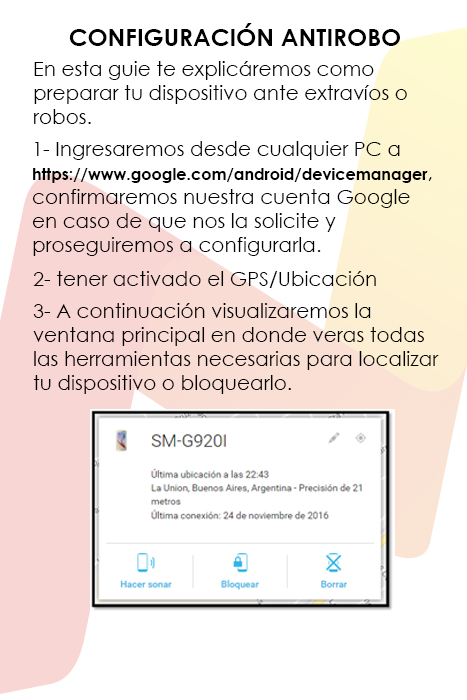 CONFIGURACIÓN ANTIROBO
En esta guie te explicáremos como
preparar tu dispositivo ante extravíos o
robos.
1- Ingresaremos desde cualquier PC a
https://www.google.com/android/devicemanager,
confirmaremos nuestra cuenta Google
en caso de que nos la solicite y
proseguiremos a configurarla.
2- tener activado el GPS/Ubicación
3- A continuación visualizaremos la
ventana principal en donde veras todas
las herramientas necesarias para localizar
tu dispositivo o bloquearlo.
SM-G920I
Última ubicación a las 22:43
La Union, Buenos Aires, Argentina - Precisión de 21
metros
Última conexión: 24 de noviembre de 2016
Hacer sonar Bloquear Borrar